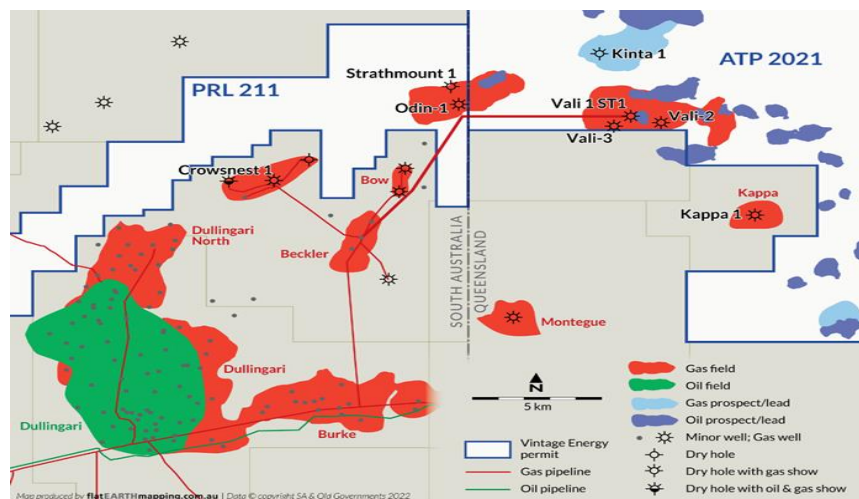 PRL 211
ATP 2021
Kinta 1
Strathmount 1
Odin-1
Vali 1 ST1
Vali-2
Vali-3
Crowsnest 1
Bow
Kappa
Kappa 1
Dullingari
North
Beckler
SOUTH AUSTRALIA
QUEENSLAND
Montegue
Dullingari
Dullingari
Burke
N
5 km
Vintage Energy
permit
Gas pipeline
Oil pipeline
Gas field
Oil field
Gas prospect/lead
Oil prospect/lead
Minor well; Gas well
Dry hole
Dry hole with gas show
Dry hole with oil & gas show
Map produced by flatEARTHmapping.com.au | Data © copyright SA & Qld Governments 2022